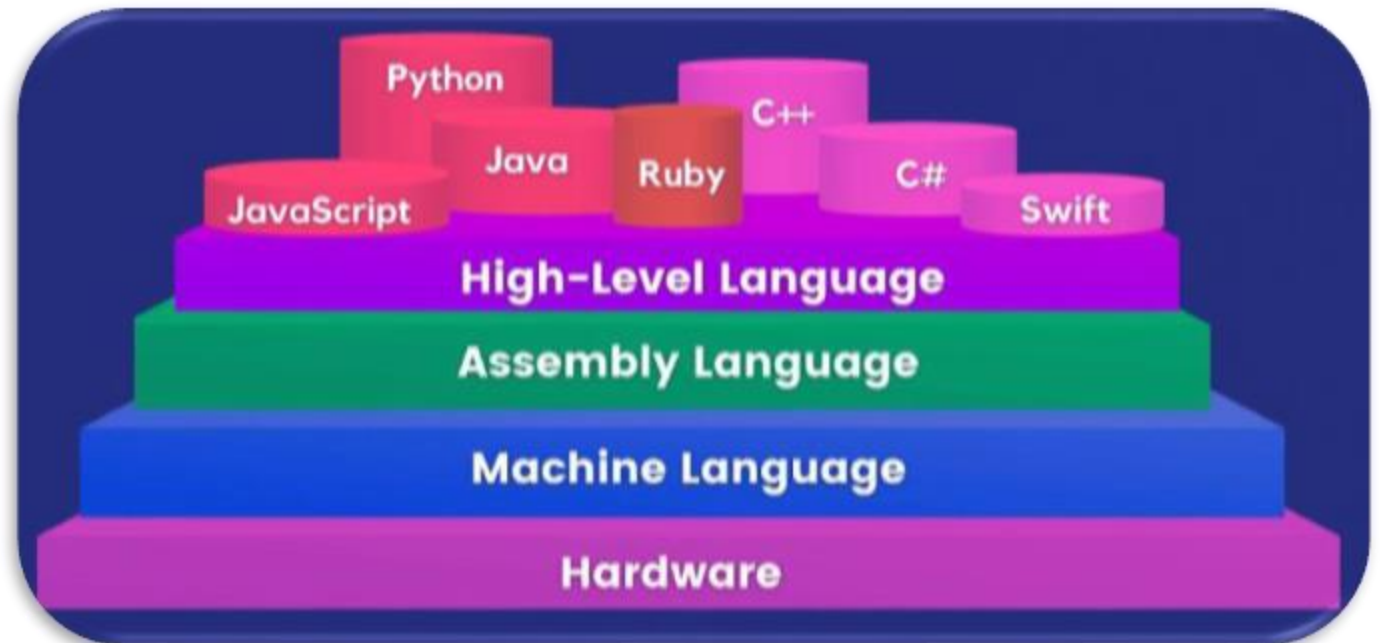 Python
C++
Java
Ruby
C#
JavaScript
Swift
High-Level Language
Assembly Language
Machine Language
Hardware